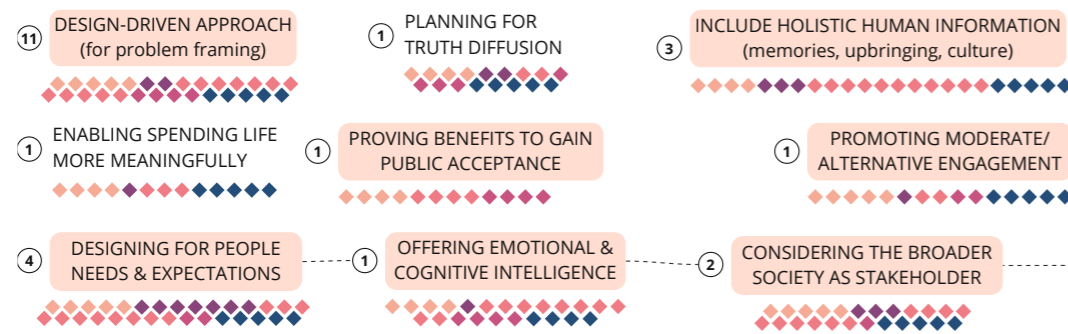 11
DESIGN-DRIVEN APPROACH
(for problem framing)
1
PLANNING FOR
TRUTH DIFFUSION
3
INCLUDE HOLISTIC HUMAN INFORMATION
(memories, upbringing, culture)
1
ENABLING SPENDING LIFE
MORE MEANINGFULLY
1
PROVING BENEFITS TO GAIN
PUBLIC ACCEPTANCE
1
PROMOTING MODERATE/
ALTERNATIVE ENGAGEMENT
4
DESIGNING FOR PEOPLE
NEEDS & EXPECTATIONS
1
OFFERING EMOTIONAL &
COGNITIVE INTELLIGENCE
2
CONSIDERING THE BROADER
SOCIETY AS STAKEHOLDER